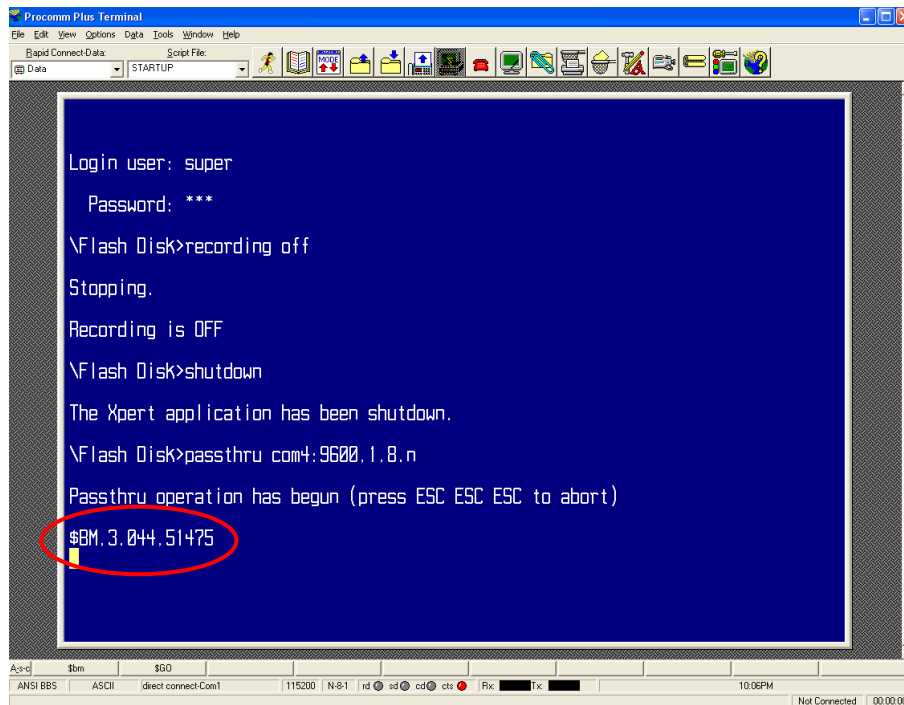 Procomm Plus Terminal
File Edit View Options Data Tools Window Help
Rapid Connect-Data: Script File:
Data STARTUP
MODE
Login user: super
Password: ***
\Flash Disk>recording off
Stopping.
Recording is OFF
\Flash Disk>shutdown
The Xpert application has been shutdown.
\Flash Disk>passthru com4:9600,1,8.n
Passthru operation has begun (press ESC ESC ESC to abort)
$BM,3.044,51475
A-s-c $bm $GO
ANSI BBS ASCII direct connect-Com1 115200 N-8-1 rd sd cd cts Rx: Tx: 10:06PM
Not Connected 00:00:00